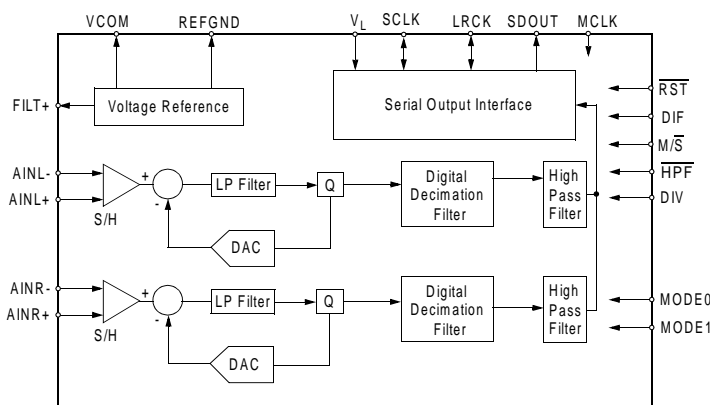 VCOM
REFGND
VL
SCLK
LRCK
SDOUT
MCLK
FILT+
Voltage Reference
Serial Output Interface
RST
DIF
M/S
HPF
DIV
AINL-
AINL+
S/H
+
-
LP Filter
Q
DAC
Digital
Decimation
Filter
High
Pass
Filter
AINR-
AINR+
S/H
+
-
LP Filter
Q
DAC
Digital
Decimation
Filter
High
Pass
Filter
MODE0
MODE1